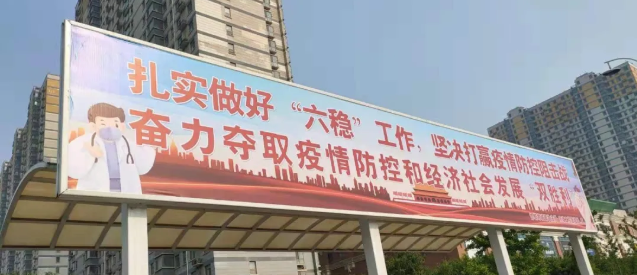 扎实做好“六稳”工作,坚决打赢疫情防控阻击战
奋力夺取疫情防控和经济社会发展“双胜利”